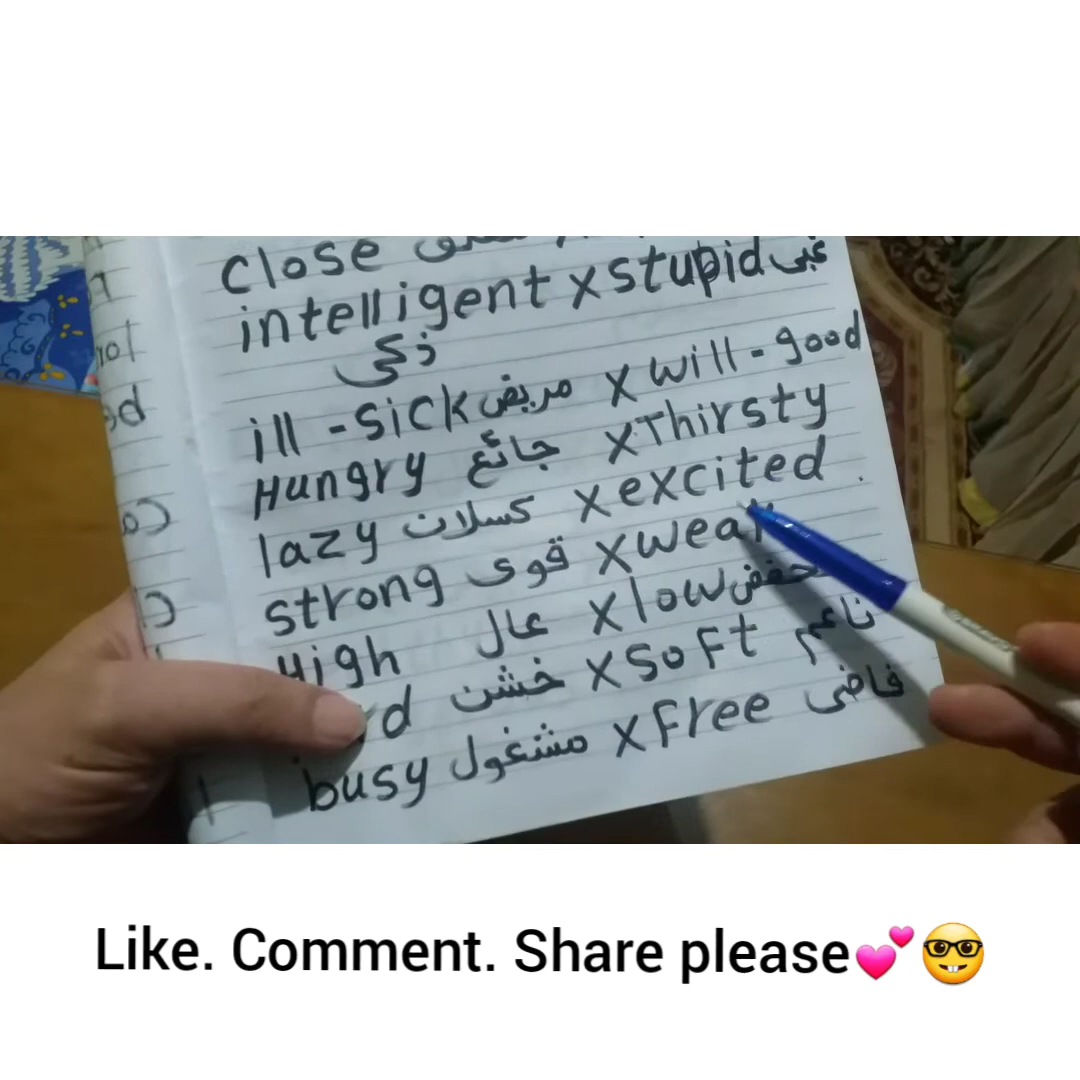 close
intelligent x stupid غبى
ذكى
ill - sick مريض x will - good
Hungry جائع x Thirsty
lazy كسلان x excited.
strong قوى x weak
High عال x low
خشن x soft ناعم
busy مشغول x free فاضى
Like. Comment. Share please💕🤓